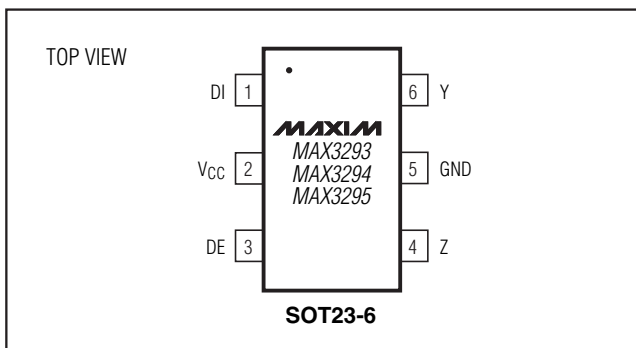 TOP VIEW
DI 1
6 Y
MAXIM
MAX3293
MAX3294
MAX3295
VCC 2
5 GND
DE 3
4 Z
SOT23-6